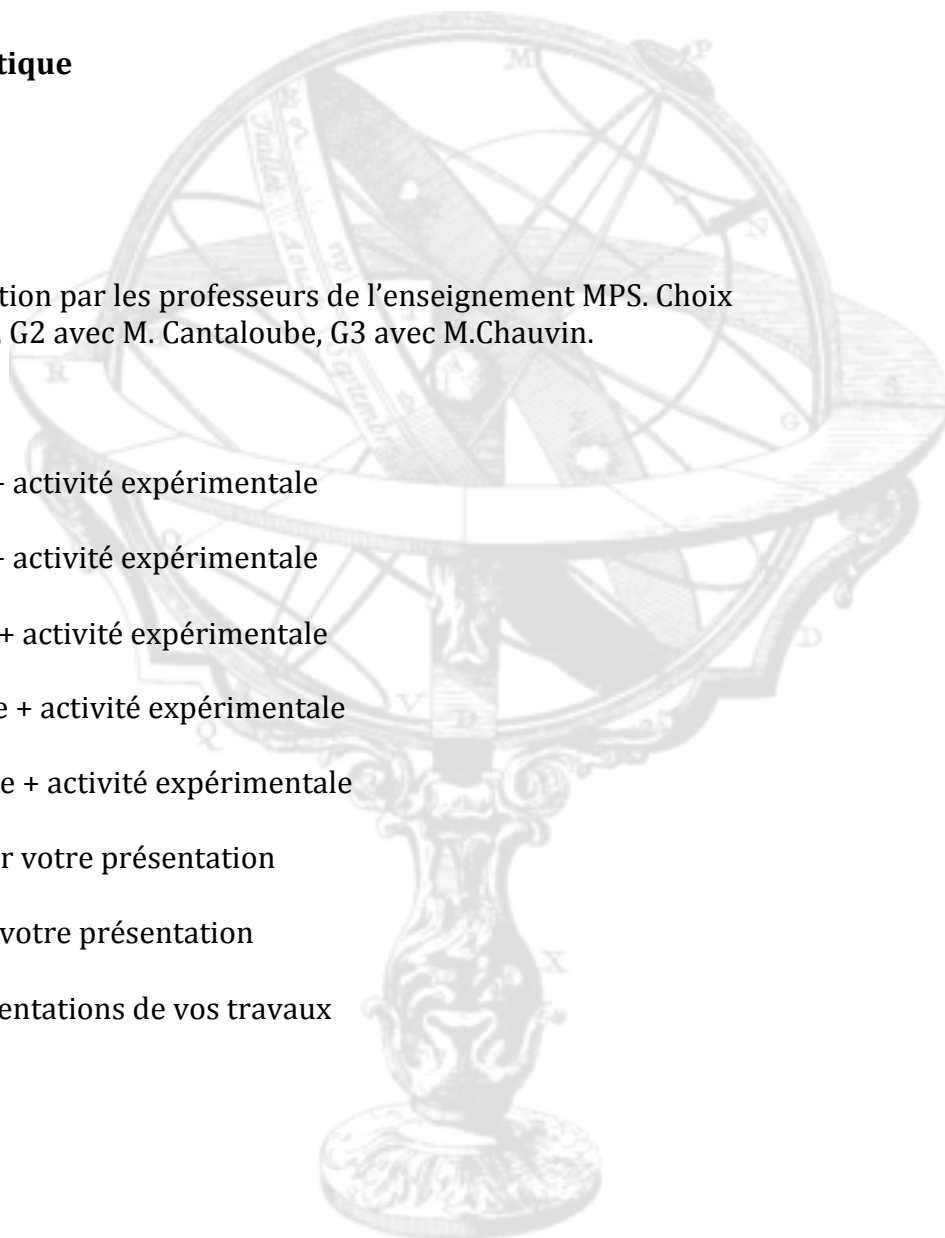 tique
tion par les professeurs de l’enseignement MPS. Choix
G2 avec M. Cantaloube, G3 avec M.Chauvin.
+ activité expérimentale
+ activité expérimentale
+ activité expérimentale
e + activité expérimentale
e + activité expérimentale
r votre présentation
votre présentation
entations de vos travaux